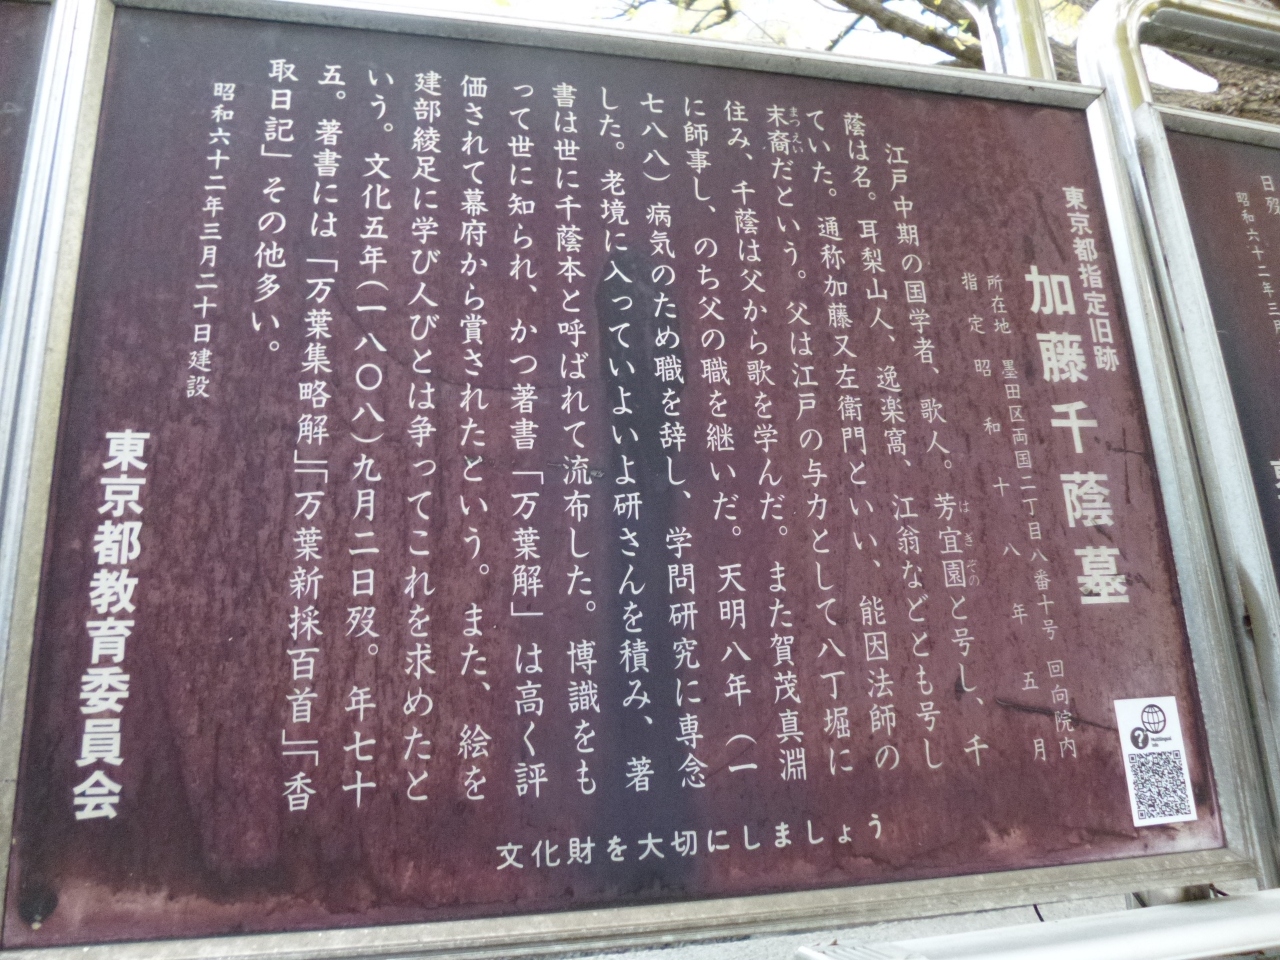 東京都指定旧跡
加藤千蔭墓
所在地　墨田区両国二丁目八番十号　回向院内
指定　昭和十八年五月
江戸中期の国学者、歌人。芳宜園と号し、千
はぎぞの
蔭は名。耳梨山人、逸楽窩、江翁などとも号し
ていた。通称加藤又左衛門といい、能因法師の
末裔だという。父は江戸の与力として八丁堀に
まつえい
住み、千蔭は父から歌を学んだ。また賀茂真淵
に師事し、のち父の職を継いだ。天明八年（一
七八八）病気のため職を辞し、学問研究に専念
した。老境に入っていよいよ研さんを積み、著
書は世に千蔭本と呼ばれて流布した。博識をも
って世に知られ、かつ著書「万葉解」は高く評
価されて幕府から賞されたという。また、絵を
建部綾足に学び人びとは争ってこれを求めたと
いう。文化五年（一八〇八）九月二日歿。年七十
五。著書には「万葉集略解」「万葉新採百首」「香
取日記」その他多い。
昭和六十二年三月二十日建設
東京都教育委員会
文化財を大切にしましょう
昭和六十二年三